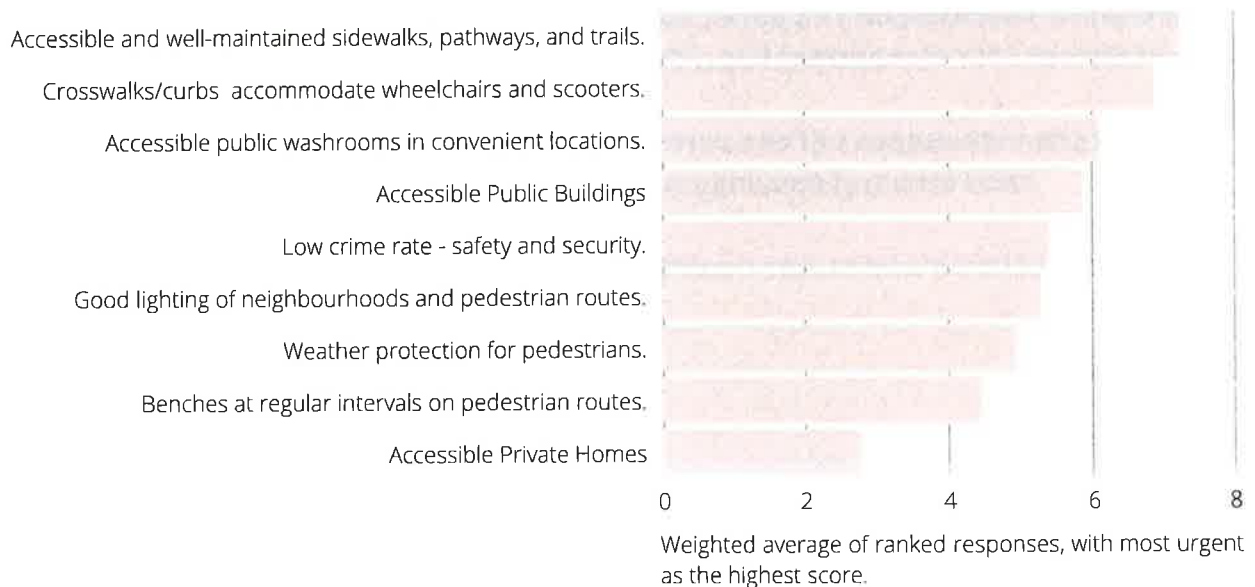 Accessible and well-maintained sidewalks, pathways, and trails.
Crosswalks/curbs accommodate wheelchairs and scooters.
Accessible public washrooms in convenient locations.
Accessible Public Buildings
Low crime rate - safety and security.
Good lighting of neighbourhoods and pedestrian routes.
Weather protection for pedestrians.
Benches at regular intervals on pedestrian routes.
Accessible Private Homes
0 2 4 6 8
Weighted average of ranked responses, with most urgent
as the highest score.